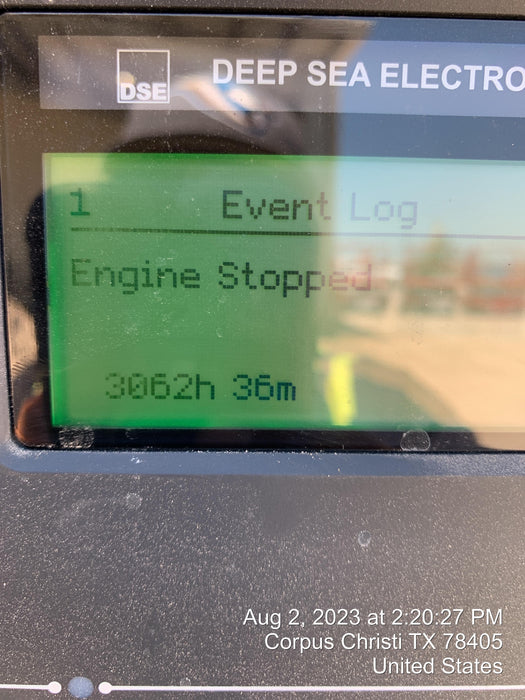 DSE DEEP SEA ELECTRO
1 Event Log
Engine Stopped
3062h 36m
Aug 2, 2023 at 2:20:27 PM
Corpus Christi TX 78405
United States